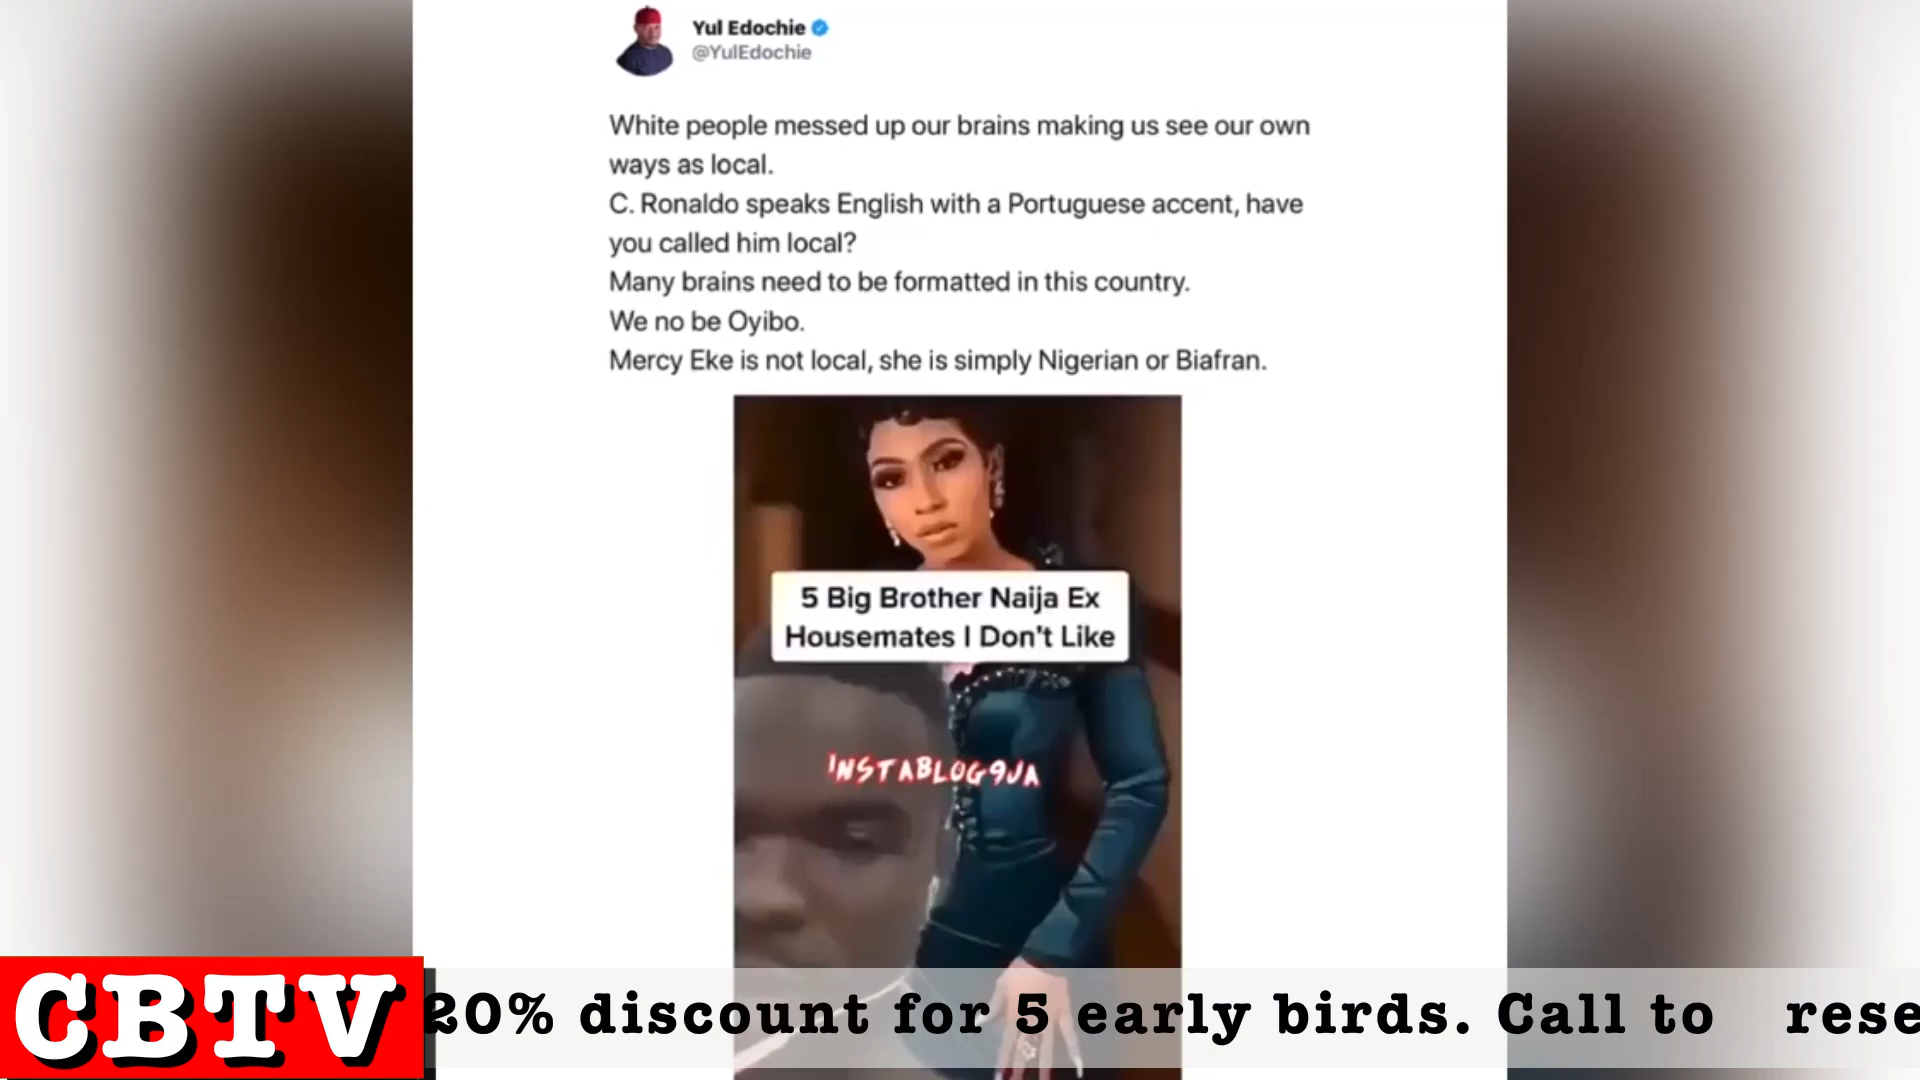 Yul Edochie
@YulEdochie
White people messed up our brains making us see our own
ways as local.
C. Ronaldo speaks English with a Portuguese accent, have
you called him local?
Many brains need to be formatted in this country.
We no be Oyibo.
Mercy Eke is not local, she is simply Nigerian or Biafran.
5 Big Brother Naija Ex
Housemates I Don't Like
INSTABLOG9JA
CBTV
20% discount for 5 early birds. Call to rese